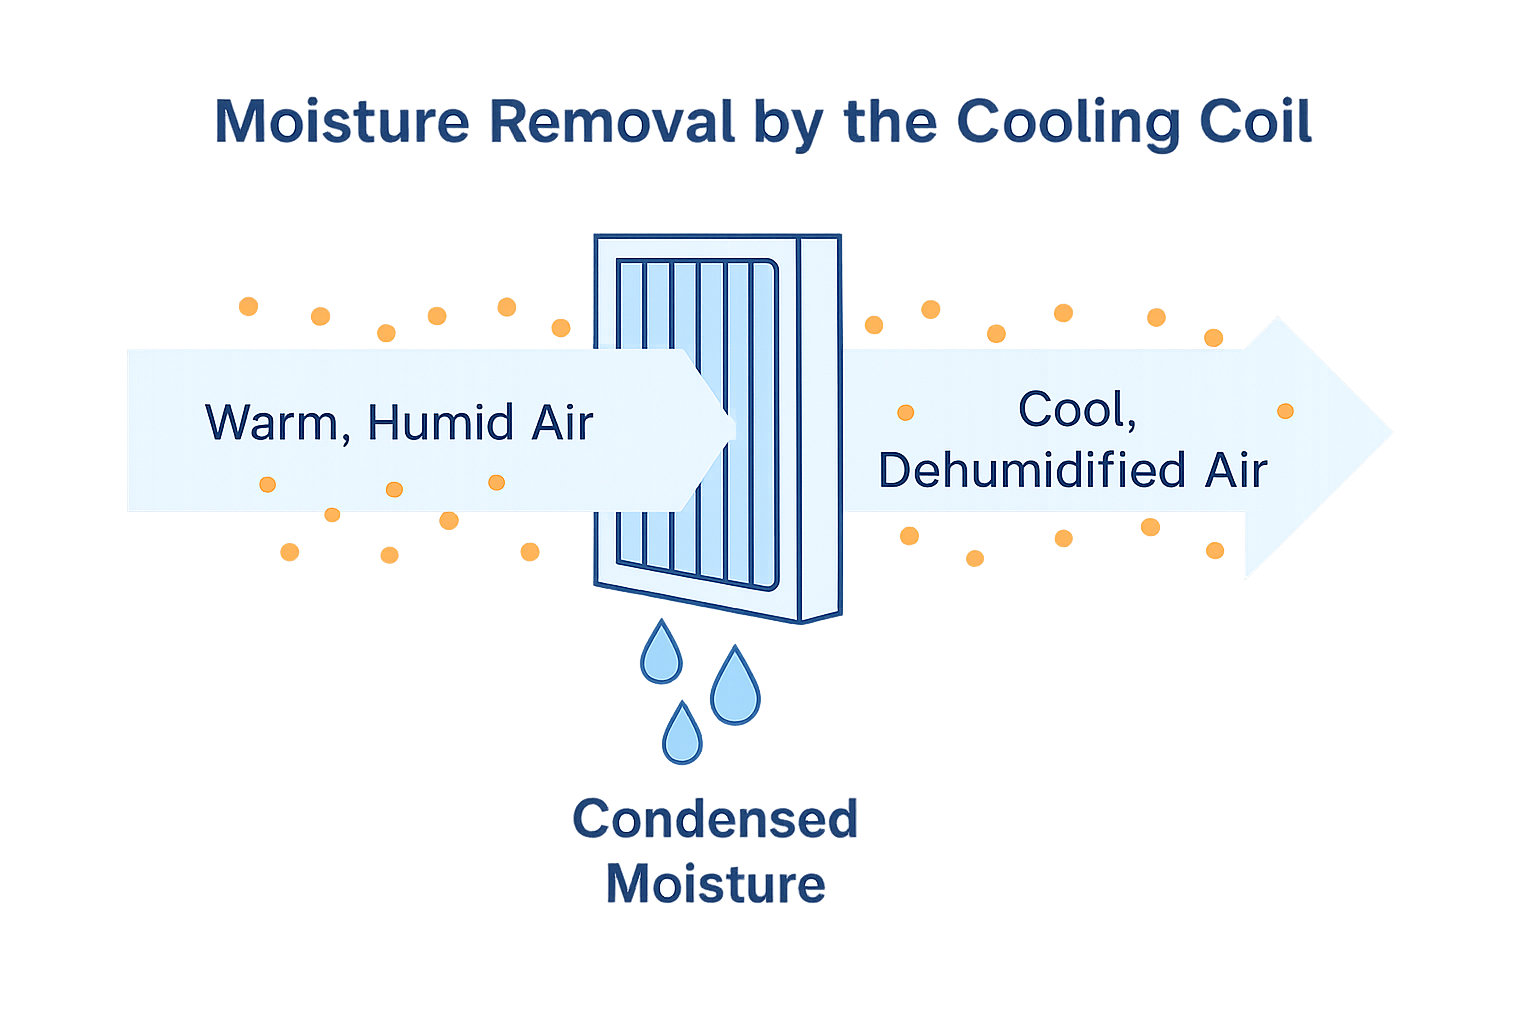 Moisture Removal by the Cooling Coil
Warm, Humid Air
Cool,
Dehumidified Air
Condensed
Moisture